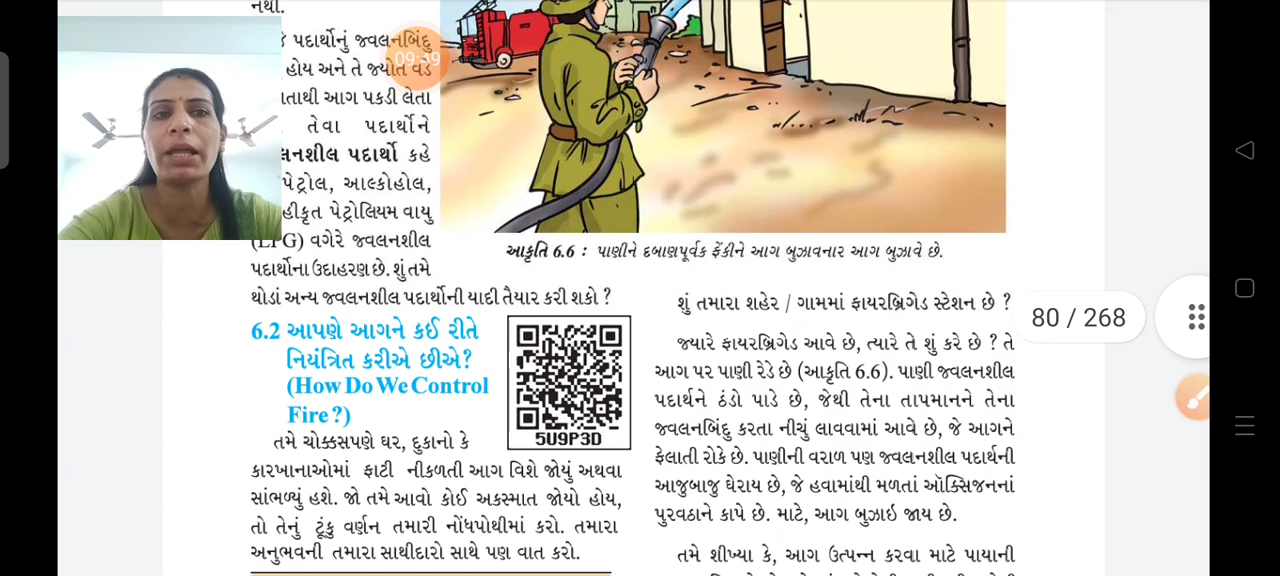 નથી.
પદાર્થોનું જ્વલનબિંદુ
હોય અને તે જ્યોત વડે
આગ પકડી લેતા
તેવા પદાર્થોને
પદાર્થો કહે
પેટ્રોલ, આલ્કોહોલ,
પેટ્રોલિયમ વાયુ
(LPG) વગેરે જ્વલનશીલ
પદાર્થોના ઉદાહરણ છે. શું તમે
થોડાં અન્ય જ્વલનશીલ પદાર્થોની યાદી તૈયાર કરી શકો ?
6.2 આપણે આગને કઈ રીતે
નિયંત્રિત કરીએ છીએ?
(How Do We Control
Fire ?)
5U9P3D
તમે ચોક્કસપણે ઘર, દુકાનો કે
કારખાનાઓમાં ફાટી નીકળતી આગ વિશે જોયું અથવા
સાંભળ્યું હશે. જો તમે આવો કોઈ અકસ્માત જોયો હોય,
તો તેનું ટૂંકુ વર્ણન તમારી નોંધપોથીમાં કરો. તમારા
અનુભવની તમારા સાથીદારો સાથે પણ વાત કરો.
આકૃતિ 6.6 : પાણીને દબાણપૂર્વક ફેંકીને આગ બુઝાવનાર આગ બુઝાવે છે.
શું તમારા શહેર / ગામમાં ફાયરબ્રિગેડ સ્ટેશન છે ?
જ્યારે ફાયરબ્રિગેડ આવે છે, ત્યારે તે શું કરે છે ? તે
આગ પર પાણી રેડે છે (આકૃતિ 6.6). પાણી જ્વલનશીલ
પદાર્થને ઠંડો પાડે છે, જેથી તેના તાપમાનને તેના
જ્વલનબિંદુ કરતા નીચું લાવવામાં આવે છે, જે આગને
ફેલાતી રોકે છે. પાણીની વરાળ પણ જ્વલનશીલ પદાર્થની
આજુબાજુ ઘેરાય છે, જે હવામાંથી મળતાં ઑક્સિજનનાં
પુરવઠાને કાપે છે. માટે, આગ બુઝાઇ જાય છે.
તમે શીખ્યા કે, આગ ઉત્પન્ન કરવા માટે પાયાની
80 / 268